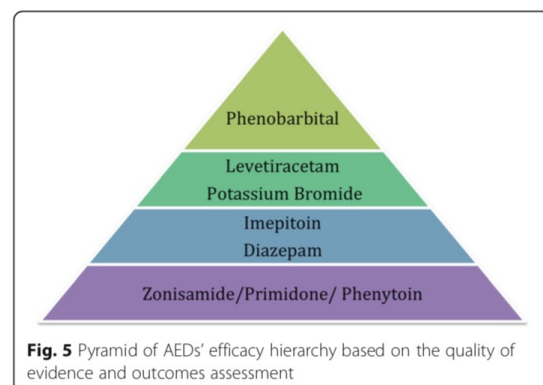 Phenobarbital
Levetiracetam
Potassium Bromide
Imepitoin
Diazepam
Zonisamide/Primidone/ Phenytoin
Fig. 5 Pyramid of AEDs' efficacy hierarchy based on the quality of
evidence and outcomes assessment